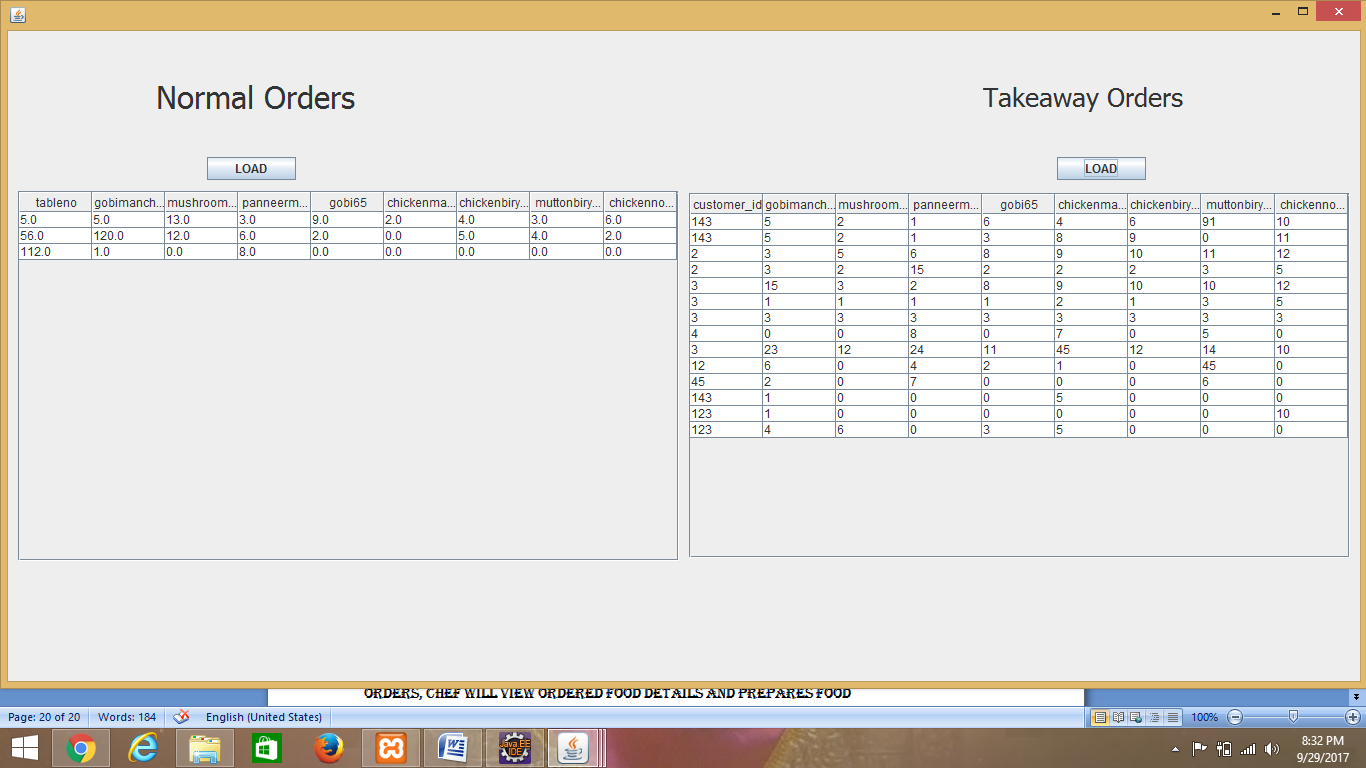 Normal Orders
LOAD
tableno gobimanch... mushroom... panneerm... gobi65 chickenma... chickenbiry... muttonbiry... chickenno...
5.0 5.0 13.0 3.0 9.0 2.0 4.0 3.0 6.0
56.0 120.0 12.0 6.0 2.0 0.0 5.0 4.0 2.0
112.0 1.0 0.0 8.0 0.0 0.0 0.0 0.0 0.0
Takeaway Orders
LOAD
customer_id gobimanch... mushroom... panneerm... gobi65 chickenma... chickenbiry... muttonbiry... chickenno...
143 5 2 1 6 4 6 91 10
143 5 2 1 3 8 9 0 11
2 3 5 6 8 9 10 11 12
2 3 2 15 2 2 2 3 5
3 15 3 2 8 9 10 10 12
3 1 1 1 1 2 1 3 5
3 3 3 3 3 3 3 3 3
4 0 0 8 0 7 0 5 0
3 23 12 24 11 45 12 14 10
12 6 0 4 2 1 0 45 0
45 2 0 7 0 0 0 6 0
143 1 0 0 0 5 0 0 0
123 1 0 0 0 0 0 0 10
123 4 6 0 3 5 0 0 0
ORDERS, CHEF WILL VIEW ORDERED FOOD DETAILS AND PREPARES FOOD
Page: 20 of 20 Words: 184 English (United States) 100%
Java EE
IDE
8:32 PM
9/29/2017